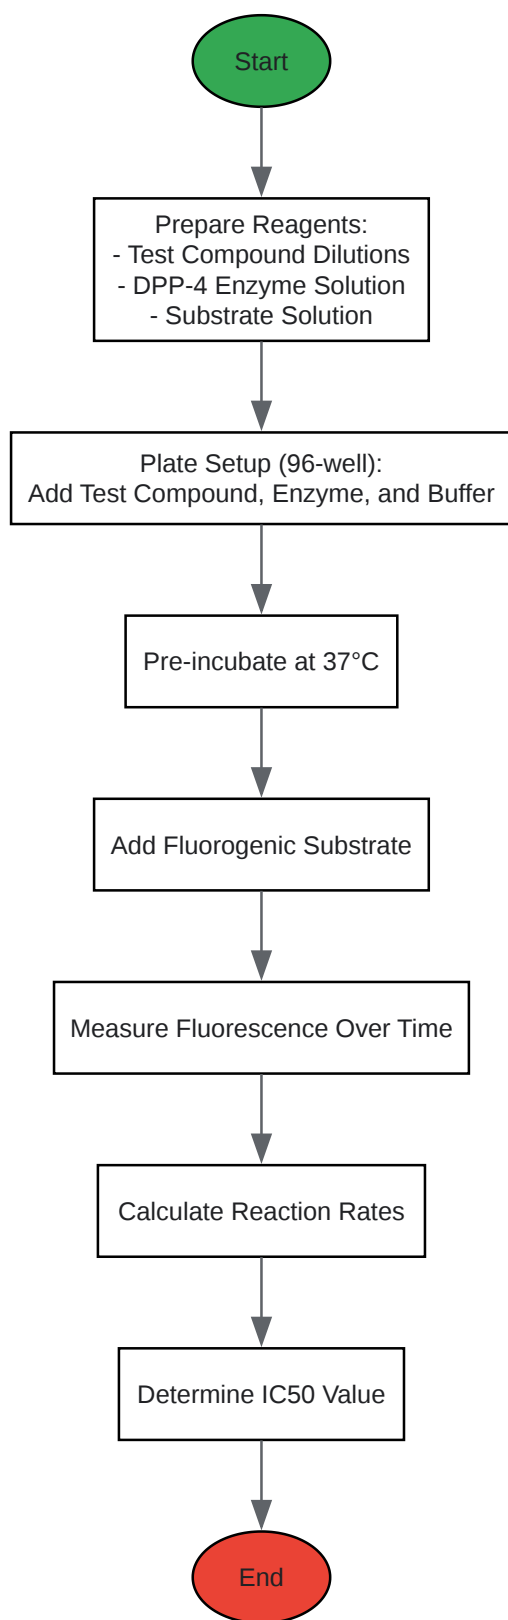 Start
Prepare Reagents:
- Test Compound Dilutions
- DPP-4 Enzyme Solution
- Substrate Solution
Plate Setup (96-well):
Add Test Compound, Enzyme, and Buffer
Pre-incubate at 37°C
Add Fluorogenic Substrate
Measure Fluorescence Over Time
Calculate Reaction Rates
Determine IC50 Value
End